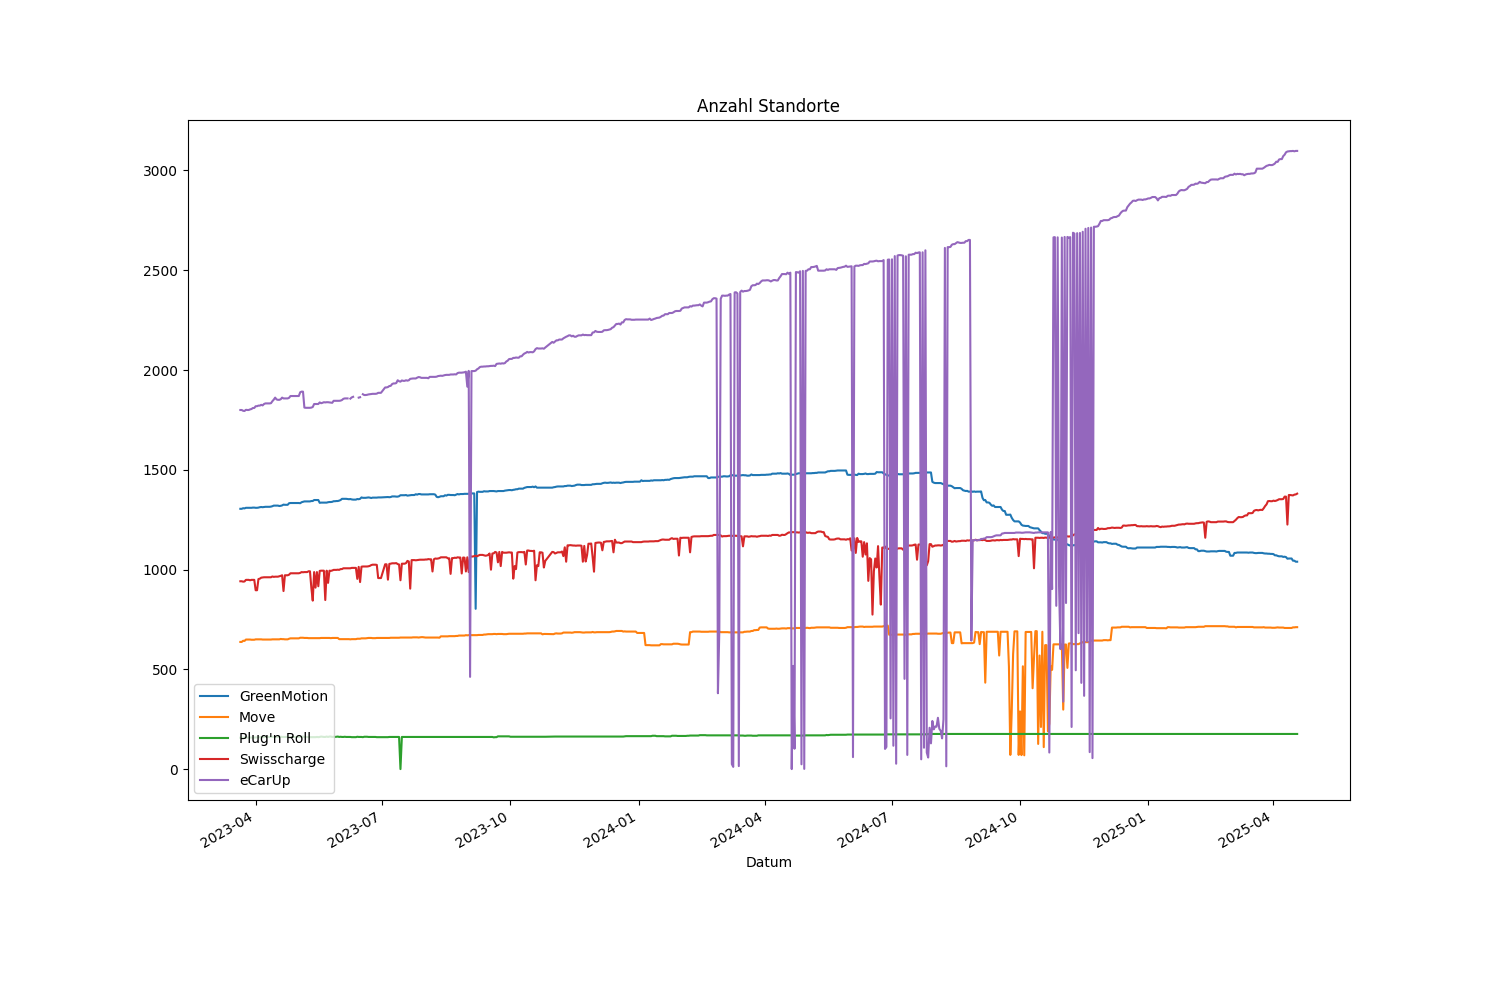 Anzahl Standorte
3000
2500
2000
1500
1000
500
0
GreenMotion
Move
Plug'n Roll
Swisscharge
eCarUp
2023-04
2023-07
2023-10
2024-01
2024-04
2024-07
2024-10
2025-01
2025-04
Datum